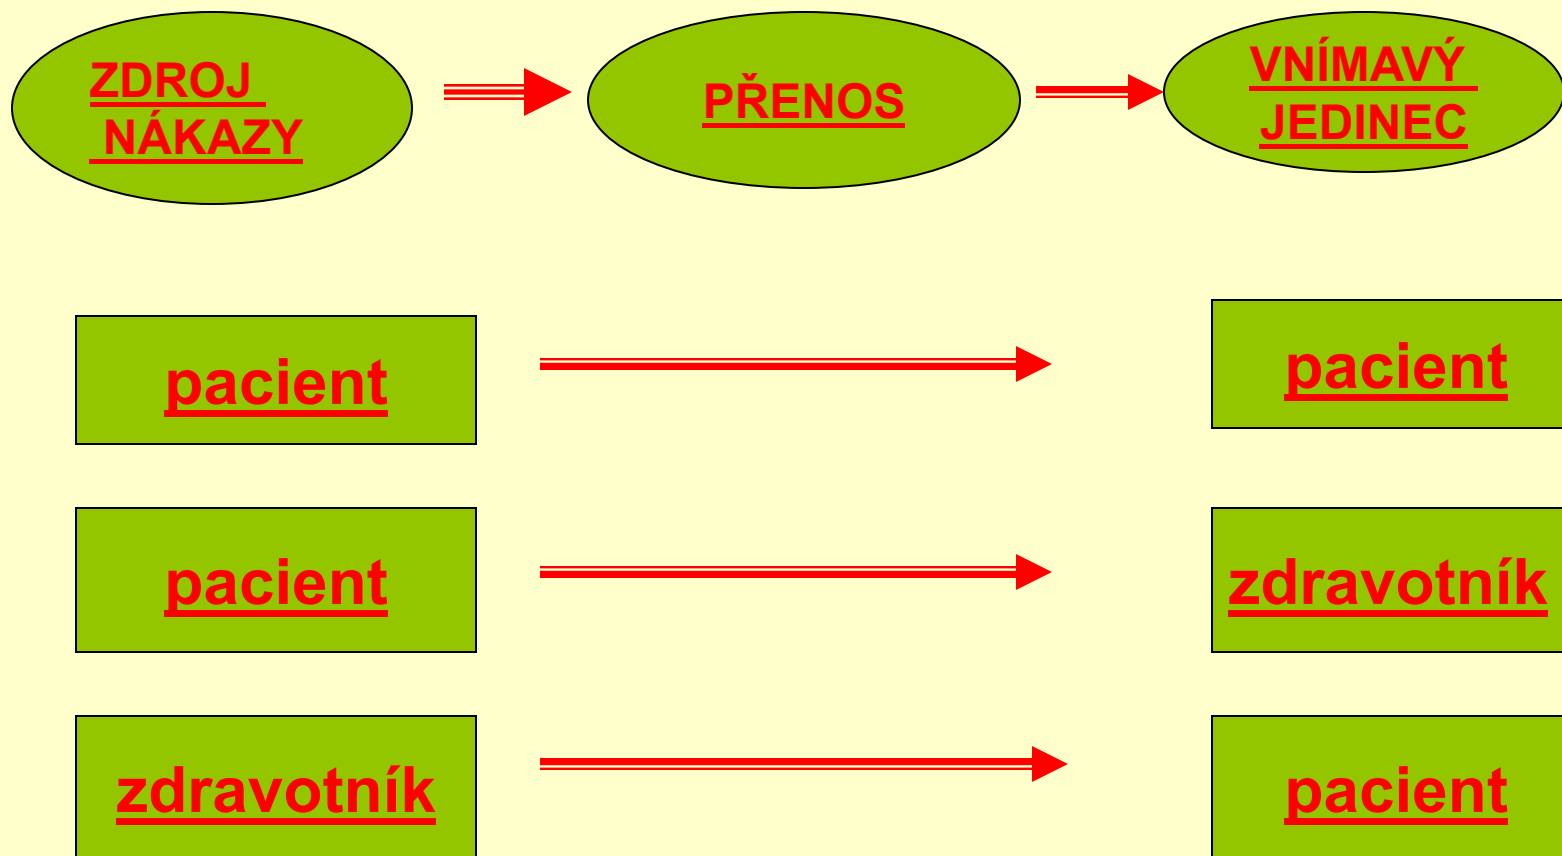 ZDROJ
NÁKAZY
PŘENOS
VNÍMAVÝ
JEDINEC
pacient
pacient
pacient
zdravotník
zdravotník
pacient